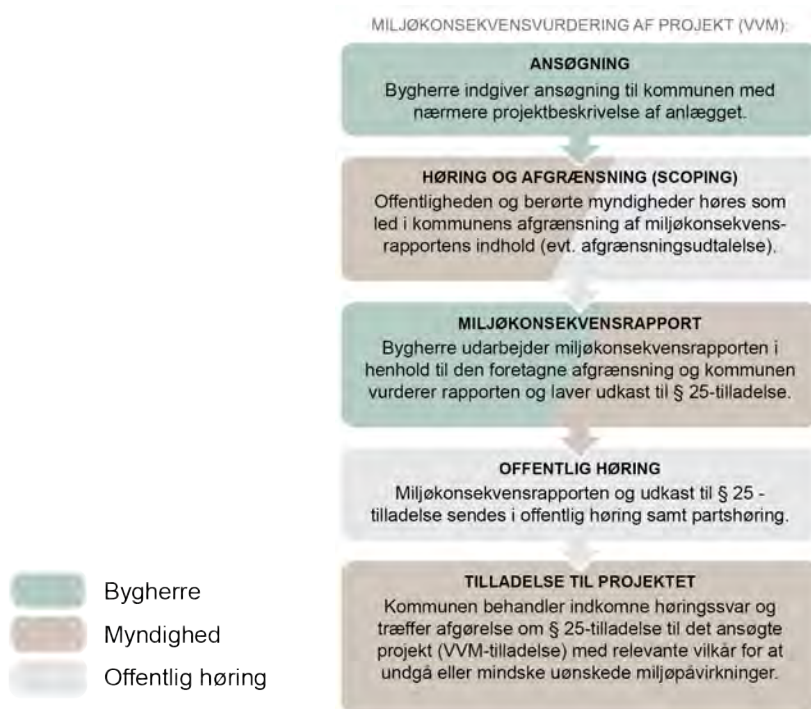 MILJØKONSEKVENSVURDERING AF PROJEKT (VVM):
ANSØGNING
Bygherre indgiver ansøgning til kommunen med
nærmere projektbeskrivelse af anlægget.
HØRING OG AFGRÆNSNING (SCOPING)
Offentligheden og berørte myndigheder høres som
led i kommunens afgrænsning af miljøkonsekvens-
rapportens indhold (evt. afgrænsningsudtalelse).
MILJØKONSEKVENSRAPPORT
Bygherre udarbejder miljøkonsekvensrapporten i
henhold til den foretagne afgrænsning og kommunen
vurderer rapporten og laver udkast til § 25-tilladelse.
OFFENTLIG HØRING
Miljøkonsekvensrapporten og udkast til § 25 -
tilladelse sendes i offentlig høring samt partshøring.
TILLADELSE TIL PROJEKTET
Kommunen behandler indkomne høringssvar og
træffer afgørelse om § 25-tilladelse til det ansøgte
projekt (VVM-tilladelse) med relevante vilkår for at
undgå eller mindske uønskede miljøpåvirkninger.
Bygherre
Myndighed
Offentlig høring